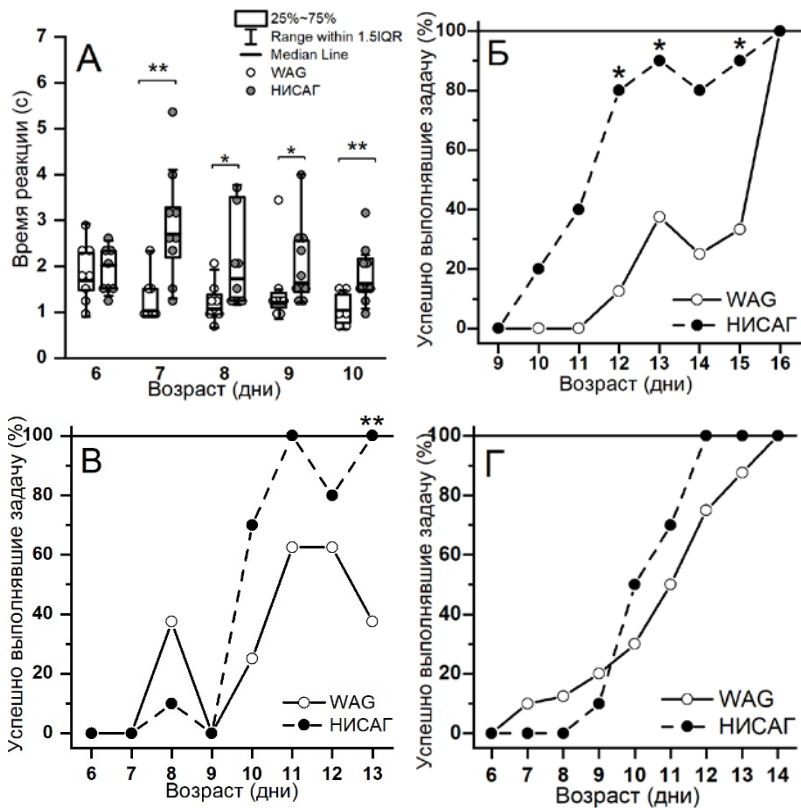 А
25%~75%
Range within 1.5IQR
Median Line
WAG
НИСАГ
Время реакции (с)
7
6
5
4
3
2
1
0
**
*
*
**
6 7 8 9 10
Возраст (дни)
Б
Успешно выполнявшие задачу (%)
100
80
60
40
20
0
* * *
WAG
НИСАГ
9 10 11 12 13 14 15 16
Возраст (дни)
В
Успешно выполнявшие задачу (%)
100
80
60
40
20
0
**
WAG
НИСАГ
6 7 8 9 10 11 12 13
Возраст (дни)
Г
Успешно выполнявшие задачу (%)
100
80
60
40
20
0
WAG
НИСАГ
6 7 8 9 10 11 12 13 14
Возраст (дни)